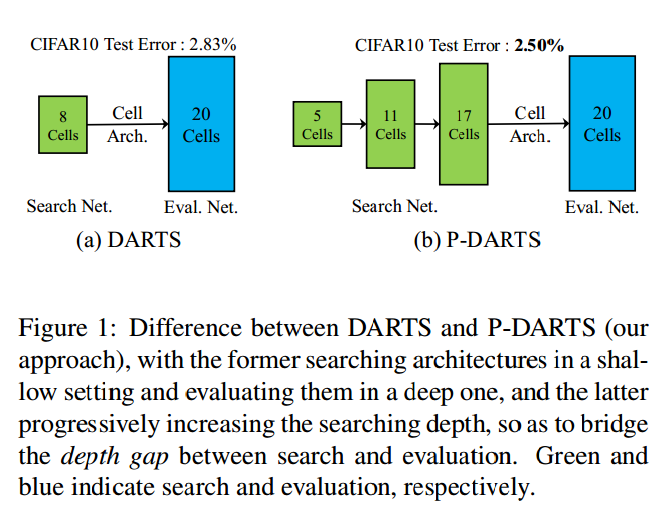 CIFAR10 Test Error : 2.83%
8
Cells
Cell
Arch.
20
Cells
Search Net.
Eval. Net.
(a) DARTS
CIFAR10 Test Error : 2.50%
5
Cells
11
Cells
17
Cells
Cell
Arch.
20
Cells
Search Net.
Eval. Net.
(b) P-DARTS
Figure 1: Difference between DARTS and P-DARTS (our
approach), with the former searching architectures in a shal-
low setting and evaluating them in a deep one, and the latter
progressively increasing the searching depth, so as to bridge
the depth gap between search and evaluation. Green and
blue indicate search and evaluation, respectively.